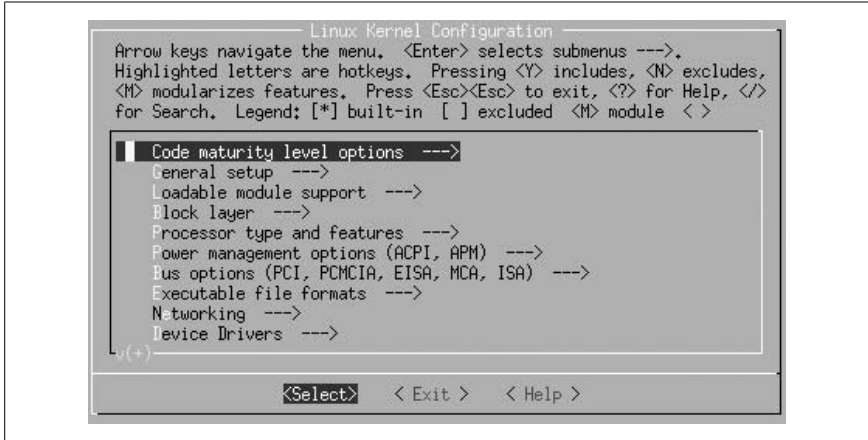 Linux Kernel Configuration
Arrow keys navigate the menu.  <Enter> selects submenus --->.
Highlighted letters are hotkeys.  Pressing <Y> includes, <N> excludes,
<M> modularizes features.  Press <Esc><Esc> to exit, <?> for Help, </>
for Search.  Legend: [*] built-in  [ ] excluded  <M> module  < >
Code maturity level options  --->
General setup  --->
Loadable module support  --->
Block layer  --->
Processor type and features  --->
Power management options (ACPI, APM)  --->
Bus options (PCI, PCMCIA, EISA, MCA, ISA)  --->
Executable file formats  --->
Networking  --->
Device Drivers  --->
v(+)
<Select>    < Exit >    < Help >